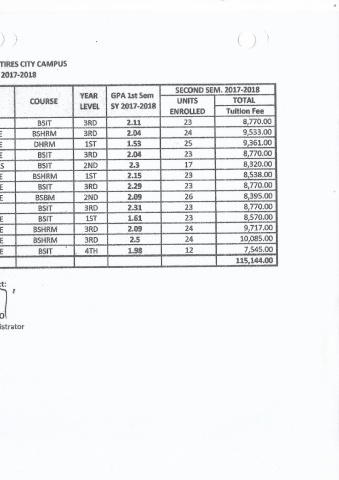 TIRES CITY CAMPUS
2017-2018
COURSE YEAR LEVEL GPA 1st Sem SY 2017-2018 SECOND SEM. 2017-2018 UNITS ENROLLED TOTAL Tuition Fee
BSIT 3RD 2.11 23 8,770.00
E BSHRM 3RD 2.04 24 9,533.00
E DHRM 1ST 1.53 25 9,361.00
E BSIT 3RD 2.04 23 8,770.00
S BSIT 2ND 2.3 17 8,320.00
E BSHRM 1ST 2.15 23 8,538.00
E BSIT 3RD 2.29 23 8,770.00
E BSBM 2ND 2.09 26 8,395.00
BSIT 3RD 2.31 23 8,770.00
E BSIT 1ST 1.61 23 8,570.00
E BSHRM 3RD 2.09 24 9,717.00
E BSHRM 3RD 2.5 24 10,085.00
E BSIT 4TH 1.98 12 7,545.00
115,144.00
ct:
O
istrator